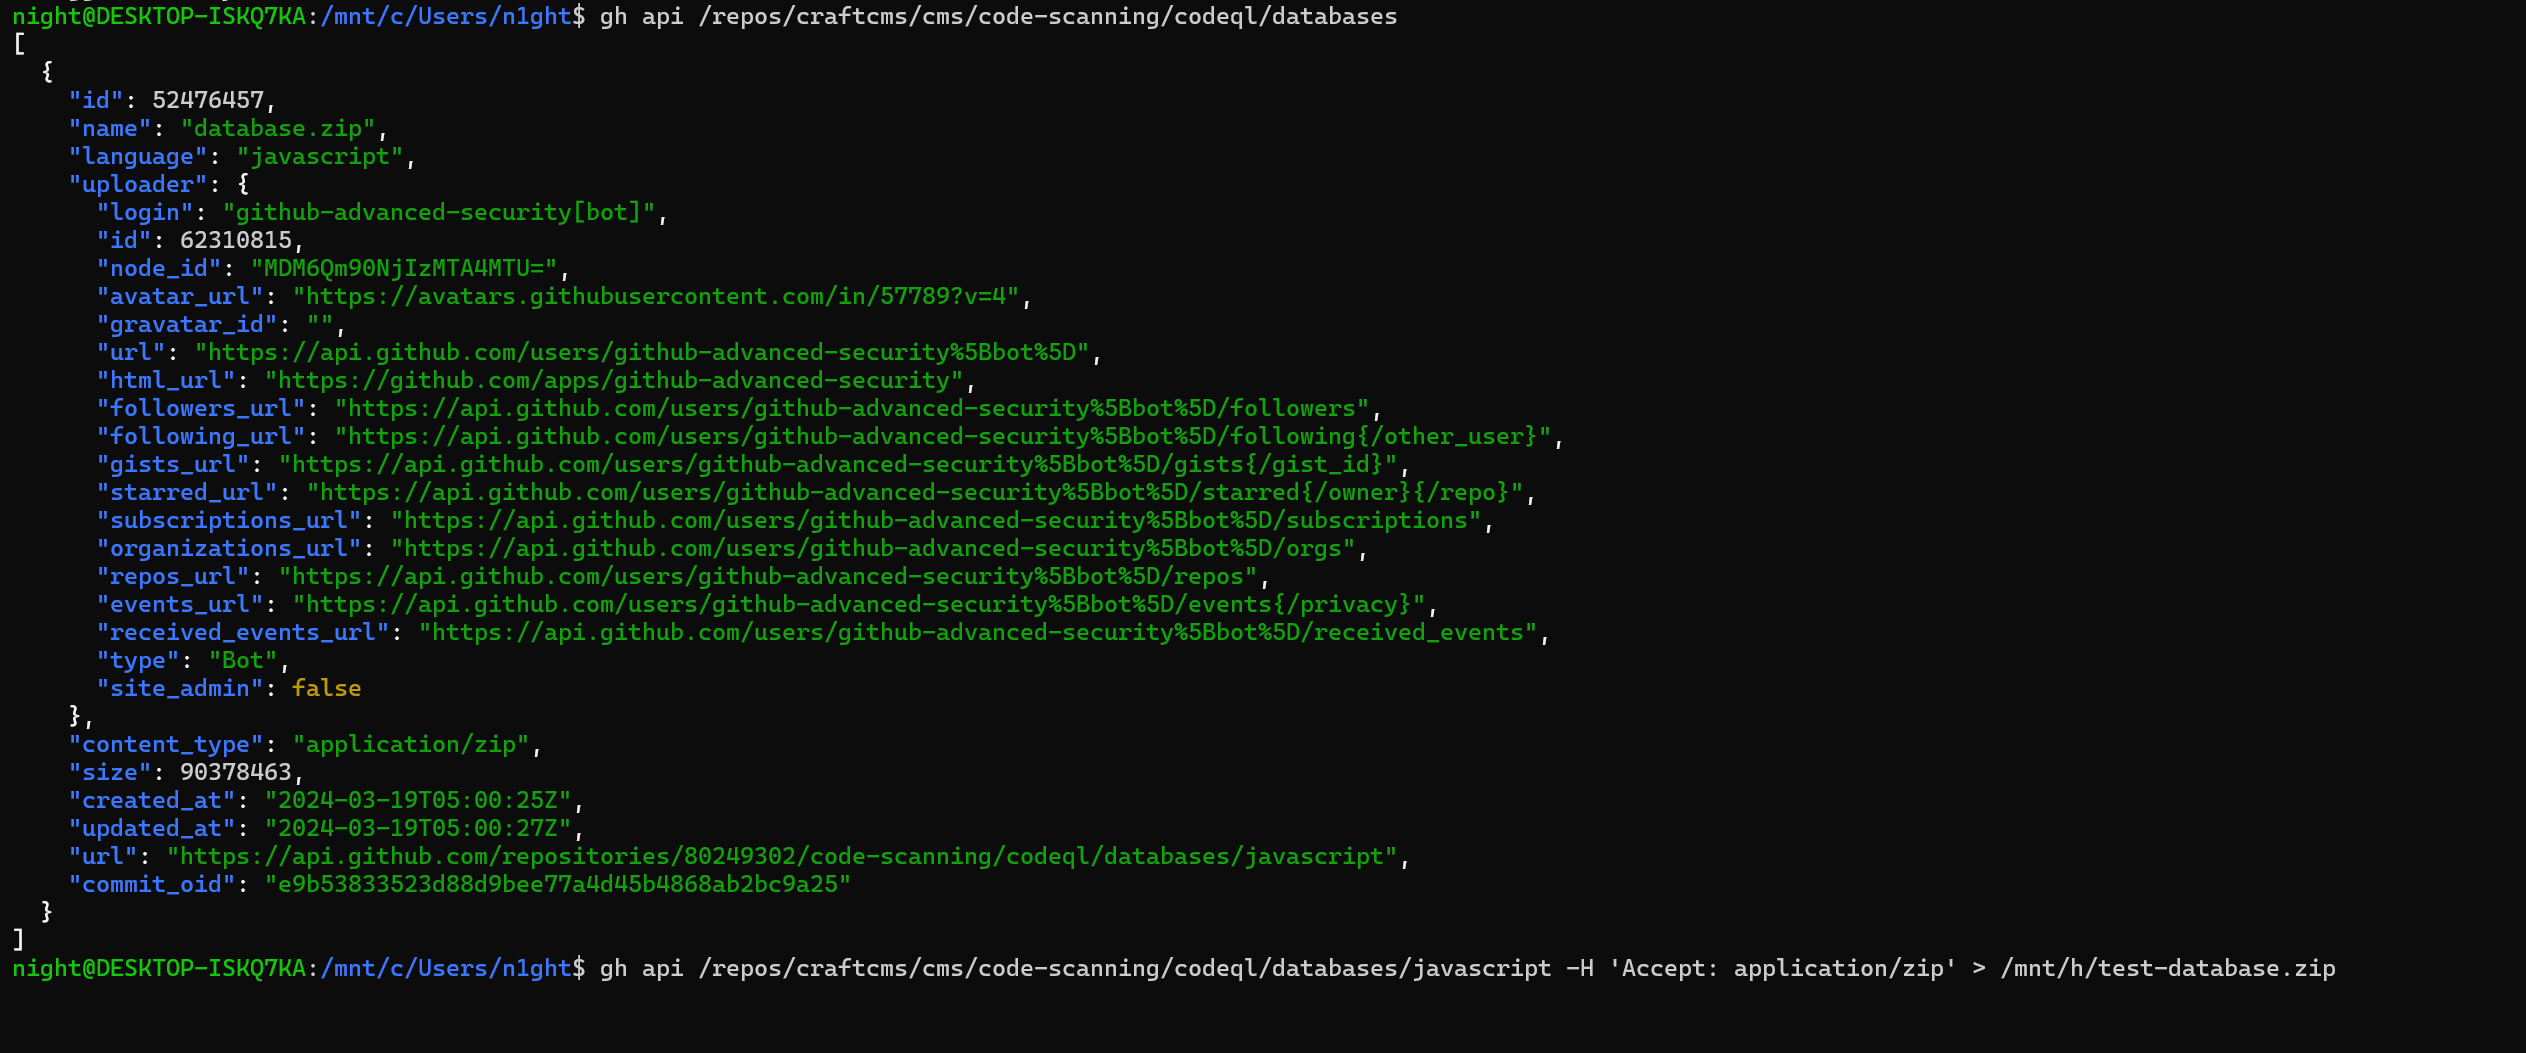 night@DESKTOP-ISKQ7KA:/mnt/c/Users/n1ght$ gh api /repos/craftcms/cms/code-scanning/codeql/databases
[
  {
    "id": 52476457,
    "name": "database.zip",
    "language": "javascript",
    "uploader": {
      "login": "github-advanced-security[bot]",
      "id": 62310815,
      "node_id": "MDM6Qm90NjIzMTA4MTU=",
      "avatar_url": "https://avatars.githubusercontent.com/in/57789?v=4",
      "gravatar_id": "",
      "url": "https://api.github.com/users/github-advanced-security%5Bbot%5D",
      "html_url": "https://github.com/apps/github-advanced-security",
      "followers_url": "https://api.github.com/users/github-advanced-security%5Bbot%5D/followers",
      "following_url": "https://api.github.com/users/github-advanced-security%5Bbot%5D/following{/other_user}",
      "gists_url": "https://api.github.com/users/github-advanced-security%5Bbot%5D/gists{/gist_id}",
      "starred_url": "https://api.github.com/users/github-advanced-security%5Bbot%5D/starred{/owner}{/repo}",
      "subscriptions_url": "https://api.github.com/users/github-advanced-security%5Bbot%5D/subscriptions",
      "organizations_url": "https://api.github.com/users/github-advanced-security%5Bbot%5D/orgs",
      "repos_url": "https://api.github.com/users/github-advanced-security%5Bbot%5D/repos",
      "events_url": "https://api.github.com/users/github-advanced-security%5Bbot%5D/events{/privacy}",
      "received_events_url": "https://api.github.com/users/github-advanced-security%5Bbot%5D/received_events",
      "type": "Bot",
      "site_admin": false
    },
    "content_type": "application/zip",
    "size": 90378463,
    "created_at": "2024-03-19T05:00:25Z",
    "updated_at": "2024-03-19T05:00:27Z",
    "url": "https://api.github.com/repositories/80249302/code-scanning/codeql/databases/javascript",
    "commit_oid": "e9b53833523d88d9bee77a4d45b4868ab2bc9a25"
  }
]
night@DESKTOP-ISKQ7KA:/mnt/c/Users/n1ght$ gh api /repos/craftcms/cms/code-scanning/codeql/databases/javascript -H 'Accept: application/zip' > /mnt/h/test-database.zip